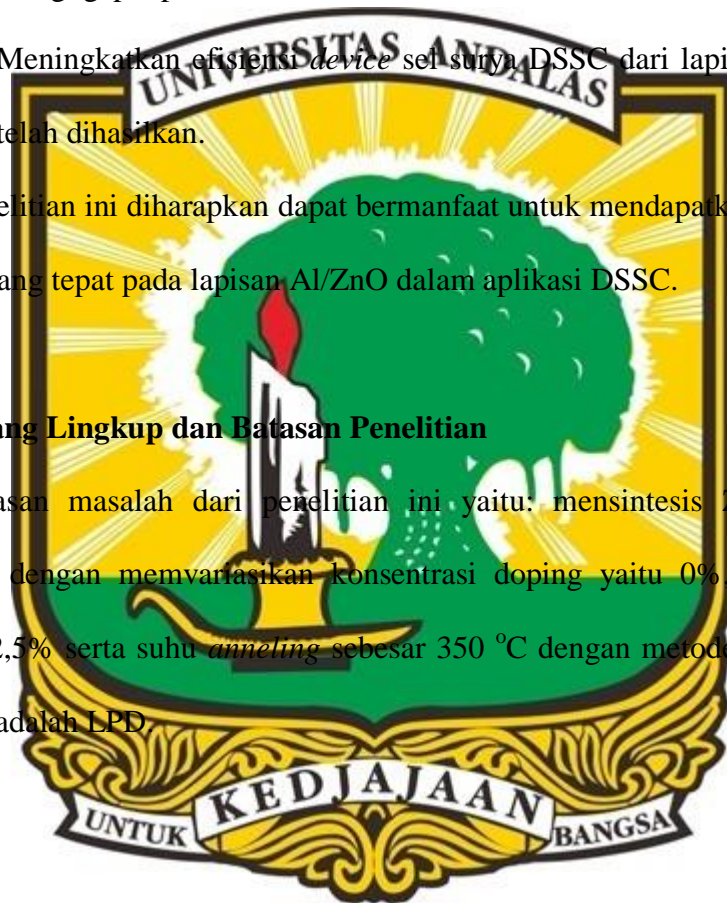 Meningkatkan efisiensi device sel surya DSSC dari lapi
UNIVERSITAS ANDALAS
telah dihasilkan.
elitian ini diharapkan dapat bermanfaat untuk mendapatk
ang tepat pada lapisan Al/ZnO dalam aplikasi DSSC.
ang Lingkup dan Batasan Penelitian
asan masalah dari penelitian ini yaitu: mensintesis
dengan memvariasikan konsentrasi doping yaitu 0%
2,5% serta suhu anneling sebesar 350 °C dengan metode
adalah LPD.
KEDJAJAAN
UNTUK BANGSA